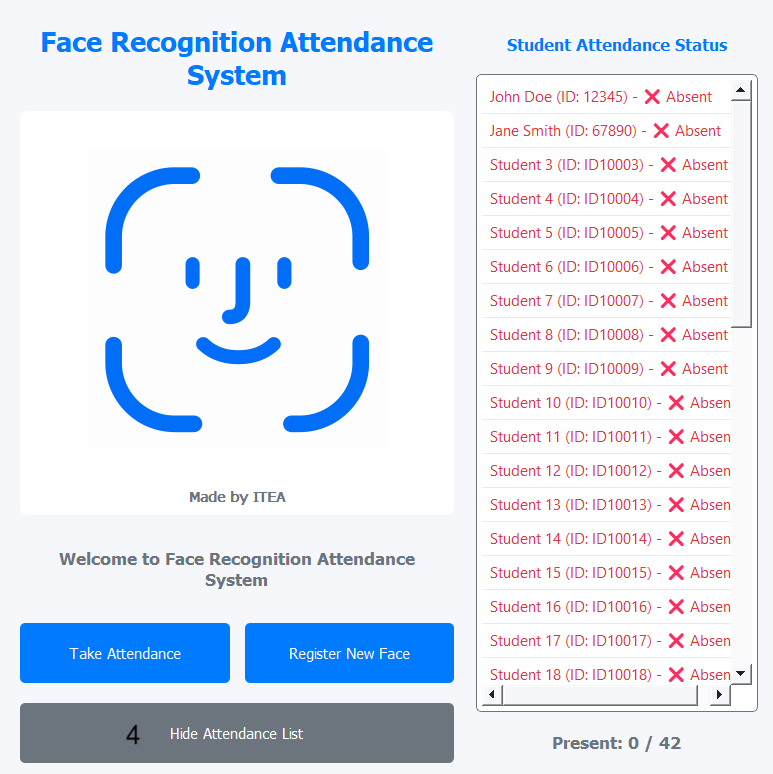 Face Recognition Attendance
System
Made by ITEA
Welcome to Face Recognition Attendance
System
Take Attendance
Register New Face
4 Hide Attendance List
Student Attendance Status
John Doe (ID: 12345) - ❌ Absent
Jane Smith (ID: 67890) - ❌ Absent
Student 3 (ID: ID10003) - ❌ Absent
Student 4 (ID: ID10004) - ❌ Absent
Student 5 (ID: ID10005) - ❌ Absent
Student 6 (ID: ID10006) - ❌ Absent
Student 7 (ID: ID10007) - ❌ Absent
Student 8 (ID: ID10008) - ❌ Absent
Student 9 (ID: ID10009) - ❌ Absent
Student 10 (ID: ID10010) - ❌ Absen
Student 11 (ID: ID10011) - ❌ Absen
Student 12 (ID: ID10012) - ❌ Absen
Student 13 (ID: ID10013) - ❌ Absen
Student 14 (ID: ID10014) - ❌ Absen
Student 15 (ID: ID10015) - ❌ Absen
Student 16 (ID: ID10016) - ❌ Absen
Student 17 (ID: ID10017) - ❌ Absen
Student 18 (ID: ID10018) - ❌ Absen
Present: 0 / 42